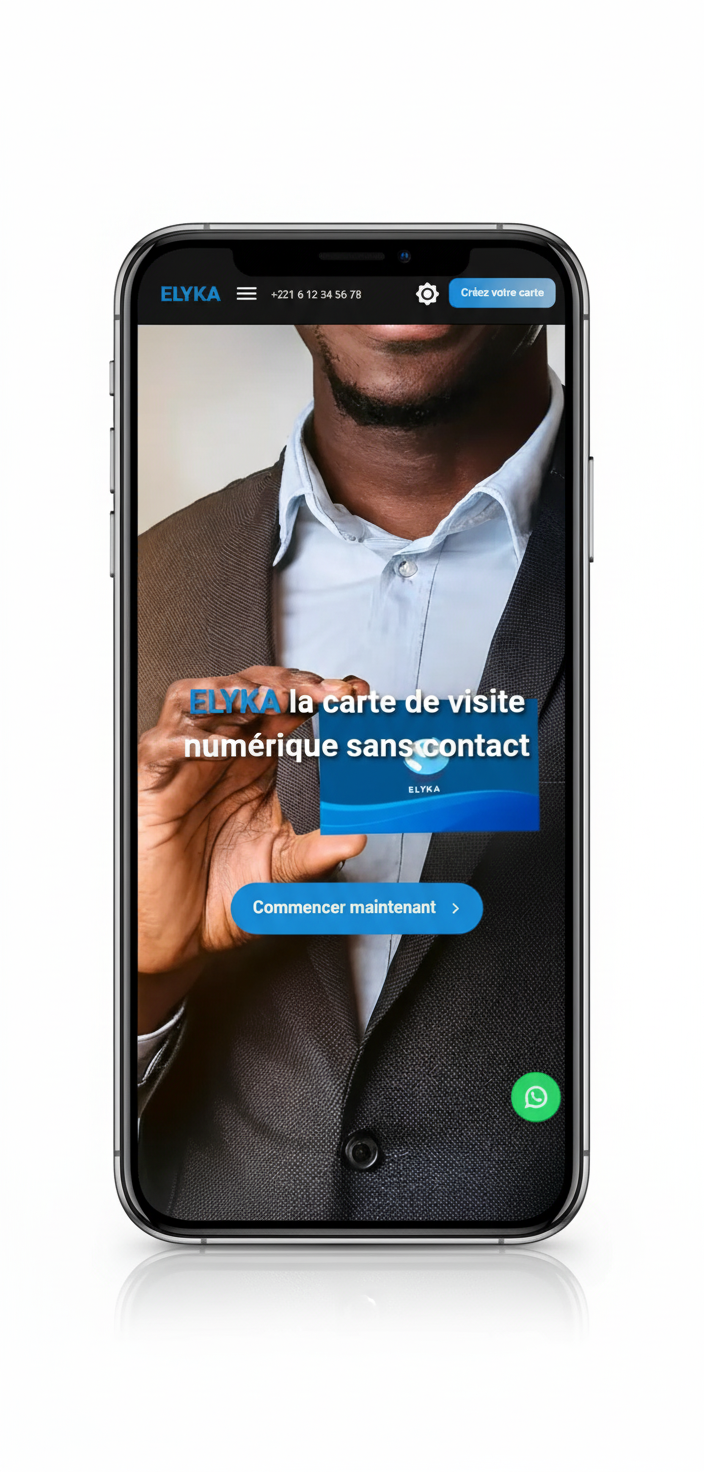 ELYKA +221 6 12 34 56 78 Créez votre carte
ELYKA la carte de visite
numérique sans contact
ELYKA
Commencer maintenant